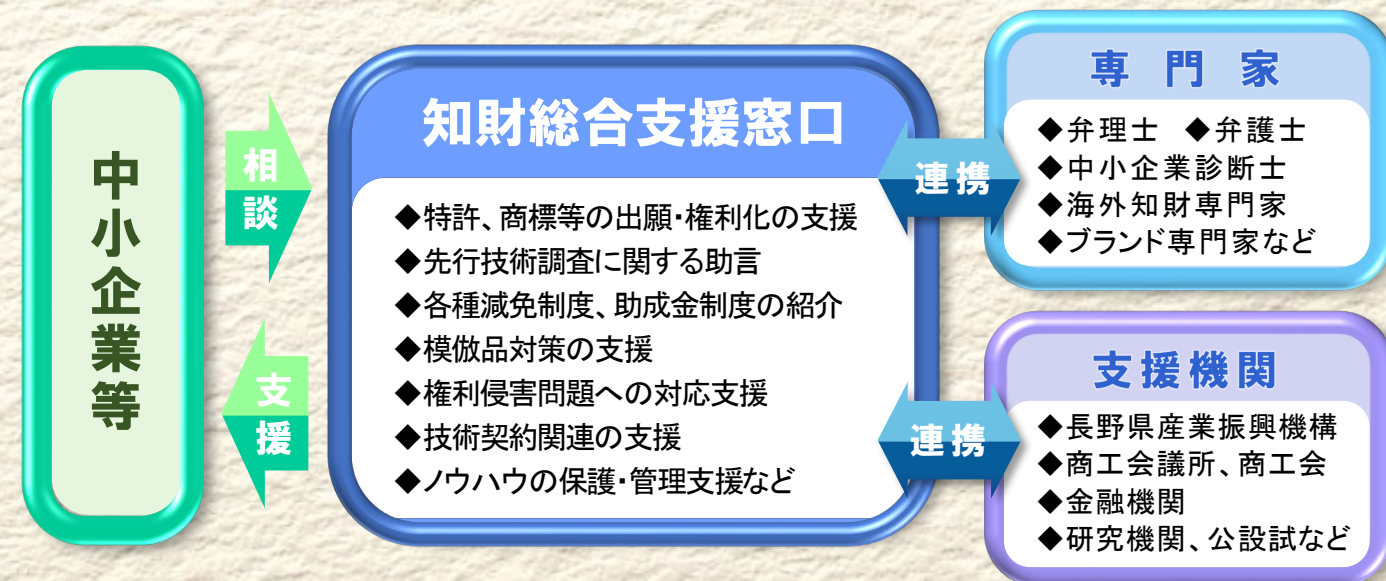 中小企業等
相談
支援
知財総合支援窓口
◆特許、商標等の出願・権利化の支援
◆先行技術調査に関する助言
◆各種減免制度、助成金制度の紹介
◆模倣品対策の支援
◆権利侵害問題への対応支援
◆技術契約関連の支援
◆ノウハウの保護・管理支援など
連携
連携
専門家
◆弁理士 ◆弁護士
◆中小企業診断士
◆海外知財専門家
◆ブランド専門家など
支援機関
◆長野県産業振興機構
◆商工会議所、商工会
◆金融機関
◆研究機関、公設試など